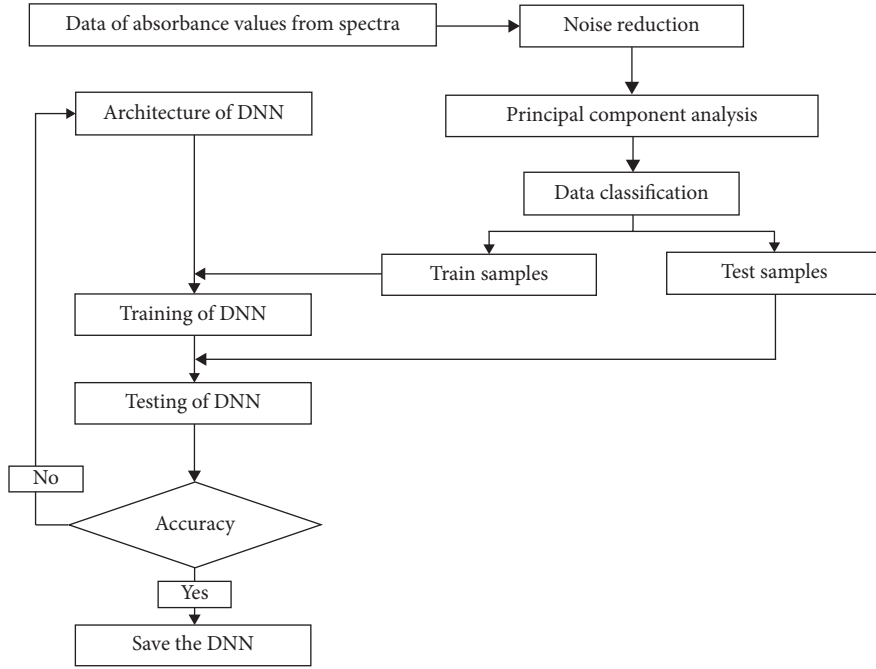 Data of absorbance values from spectra
Noise reduction
Architecture of DNN
Principal component analysis
Data classification
Train samples
Test samples
Training of DNN
Testing of DNN
No
Accuracy
Yes
Save the DNN